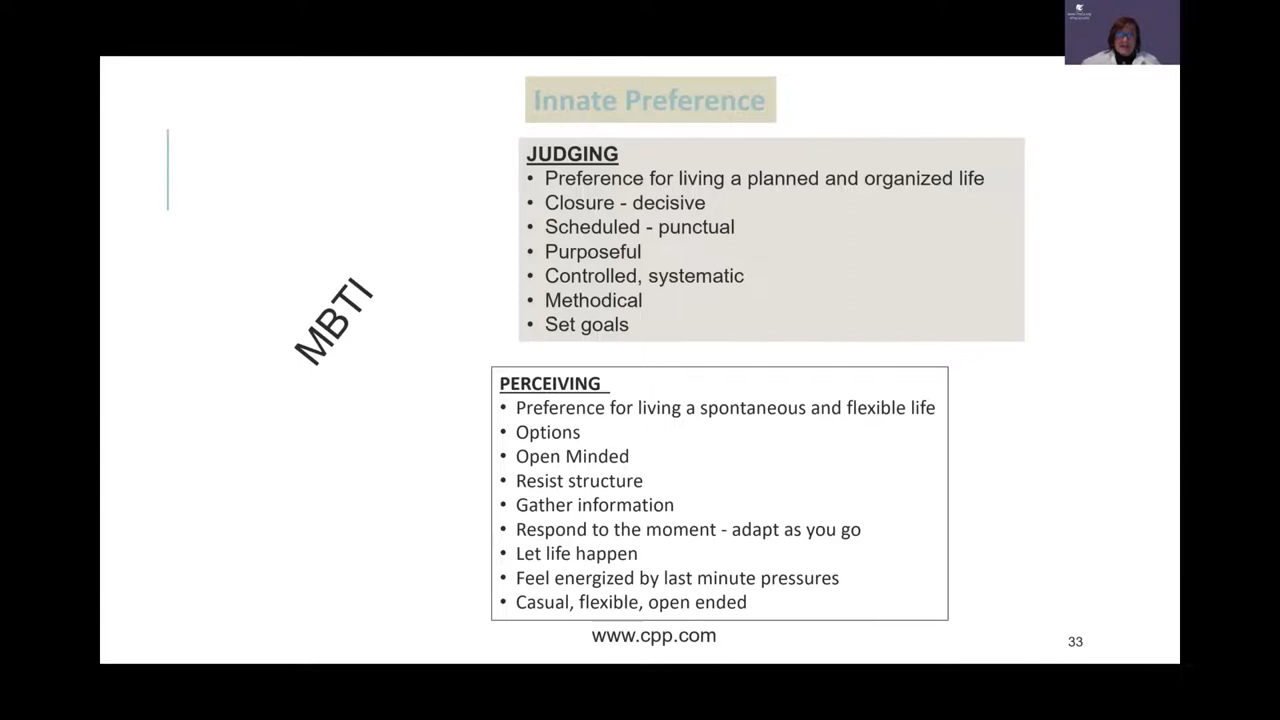 Innate Preference
JUDGING
• Preference for living a planned and organized life
• Closure - decisive
• Scheduled - punctual
• Purposeful
• Controlled, systematic
• Methodical
• Set goals
MBTI
PERCEIVING
• Preference for living a spontaneous and flexible life
• Options
• Open Minded
• Resist structure
• Gather information
• Respond to the moment - adapt as you go
• Let life happen
• Feel energized by last minute pressures
• Casual, flexible, open ended
www.cpp.com
33